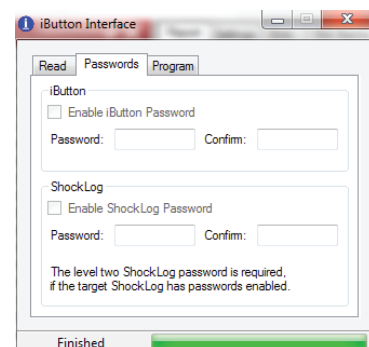 iButton Interface
Read Passwords Program
iButton
Enable iButton Password
Password: Confirm:
ShockLog
Enable ShockLog Password
Password: Confirm:
The level two ShockLog password is required,
if the target ShockLog has passwords enabled.
Finished